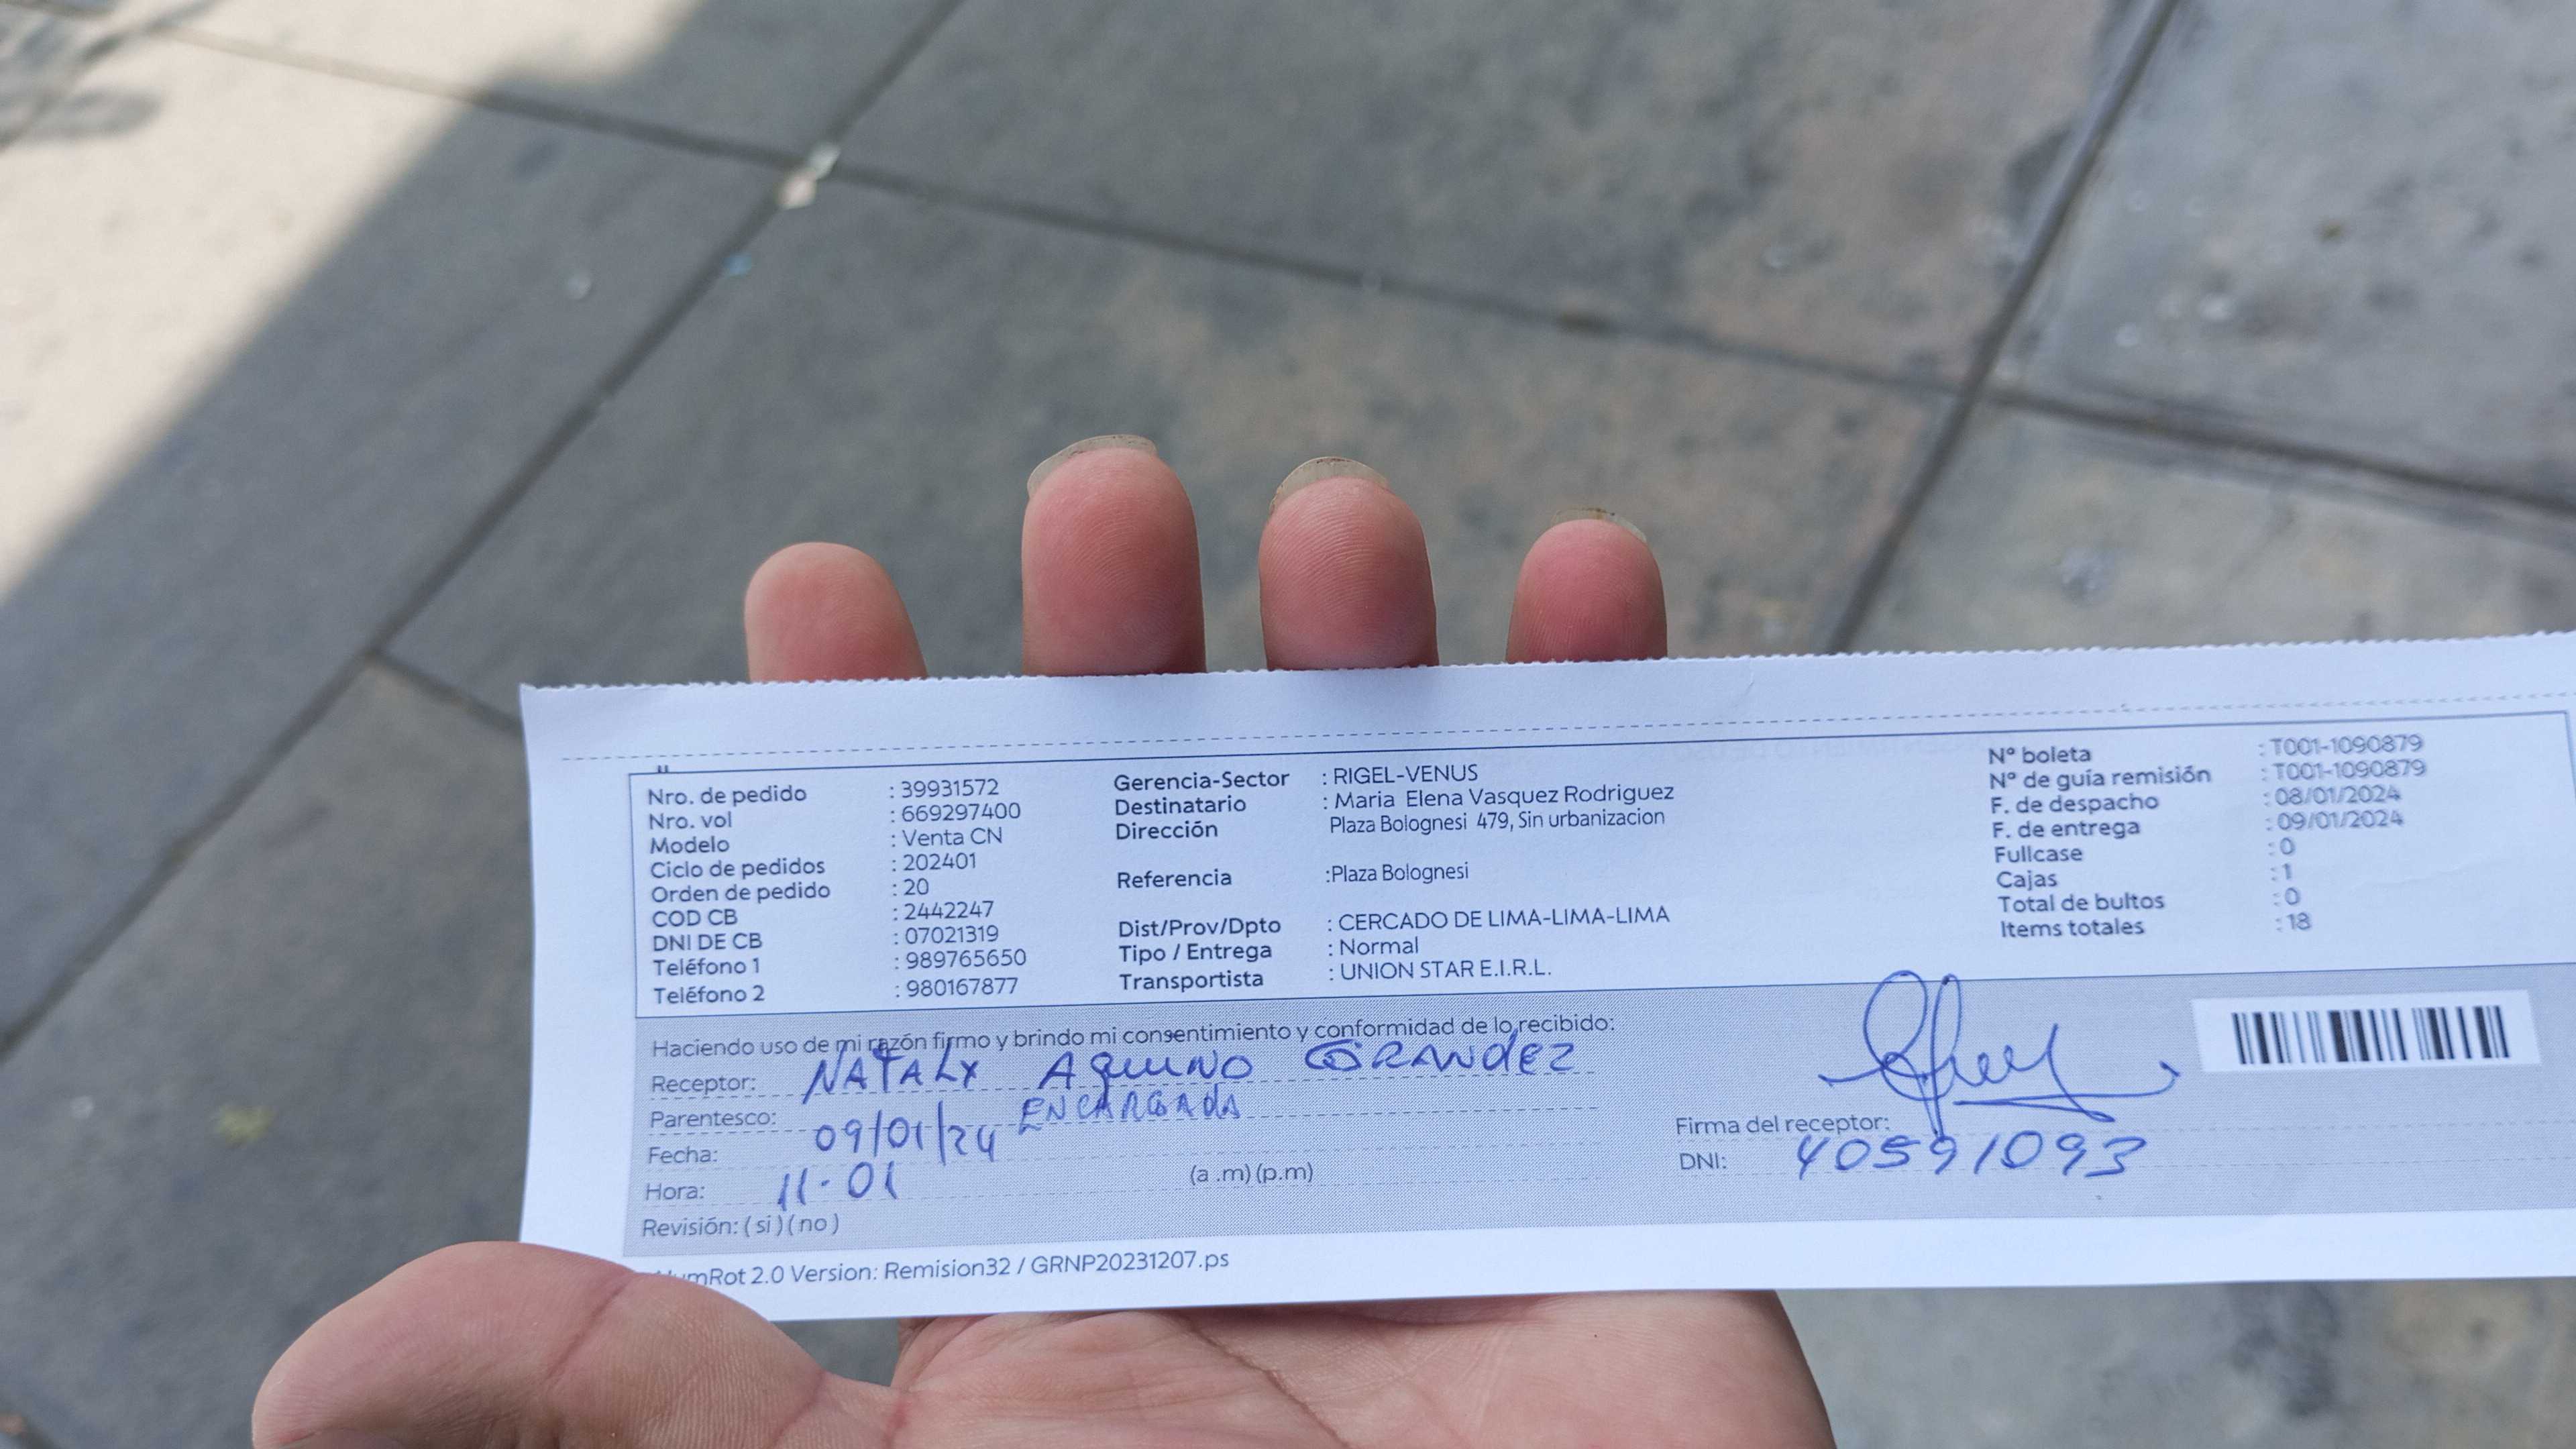 Nro. de pedido : 39931572
Nro. vol : 669297400
Modelo : Venta CN
Ciclo de pedidos : 202401
Orden de pedido : 20
COD CB : 2442247
DNI DE CB : 07021319
Teléfono 1 : 989765650
Teléfono 2 : 980167877
Gerencia-Sector : RIGEL-VENUS
Destinatario : Maria Elena Vasquez Rodriguez
Dirección Plaza Bolognesi 479, Sin urbanizacion
Referencia :Plaza Bolognesi
Dist/Prov/Dpto : CERCADO DE LIMA-LIMA-LIMA
Tipo / Entrega : Normal
Transportista : UNION STAR E.I.R.L.
Nº boleta : T001-1090879
Nº de guía remisión : T001-1090879
F. de despacho : 08/01/2024
F. de entrega : 09/01/2024
Fullcase : 0
Cajas : 1
Total de bultos : 0
Items totales : 18
Haciendo uso de mi razón firmo y brindo mi consentimiento y conformidad de lo recibido:
Receptor: NATALY AQUINO GRANDEZ
Parentesco: ENCARGADA
Fecha: 09/01/24
Hora: 11.01 (a .m) (p.m)
Revisión: ( si ) ( no )
Firma del receptor:
DNI: 40591093
mRot 2.0 Version: Remision32 / GRNP20231207.ps